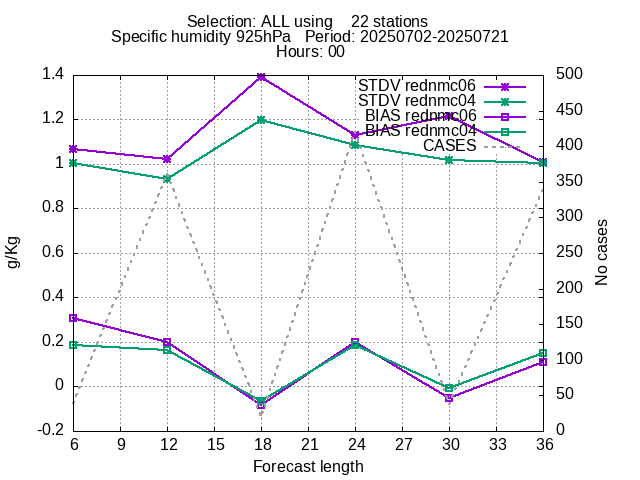 Selection: ALL using    22 stations
Specific humidity 925hPa   Period: 20250702-20250721
Hours: 00
1.4
1.2
1
0.8
0.6
0.4
0.2
0
-0.2
g/Kg
STDV rednmc06
STDV rednmc04
BIAS rednmc06
BIAS rednmc04
CASES
500
450
400
350
300
250
200
150
100
50
0
No cases
6 9 12 15 18 21 24 27 30 33 36
Forecast length